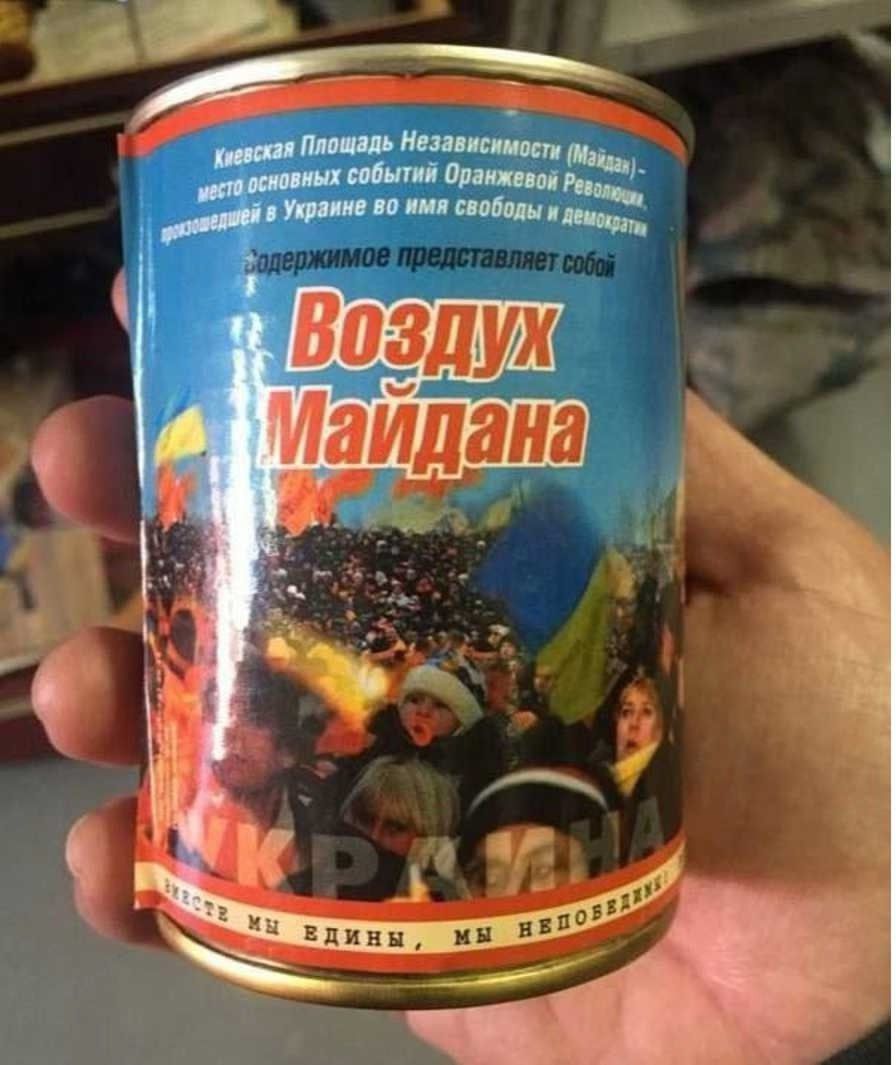 Киевская Площадь Независимости (Майдан) –
место основных событий Оранжевой Революции,
произошедшей в Украине во имя свободы и демократии
Содержимое представляет собой
Воздух
Майдана
УКРАИНА
ВМЕСТЕ МЫ ЕДИНЫ, МЫ НЕПОБЕДИМЫ!